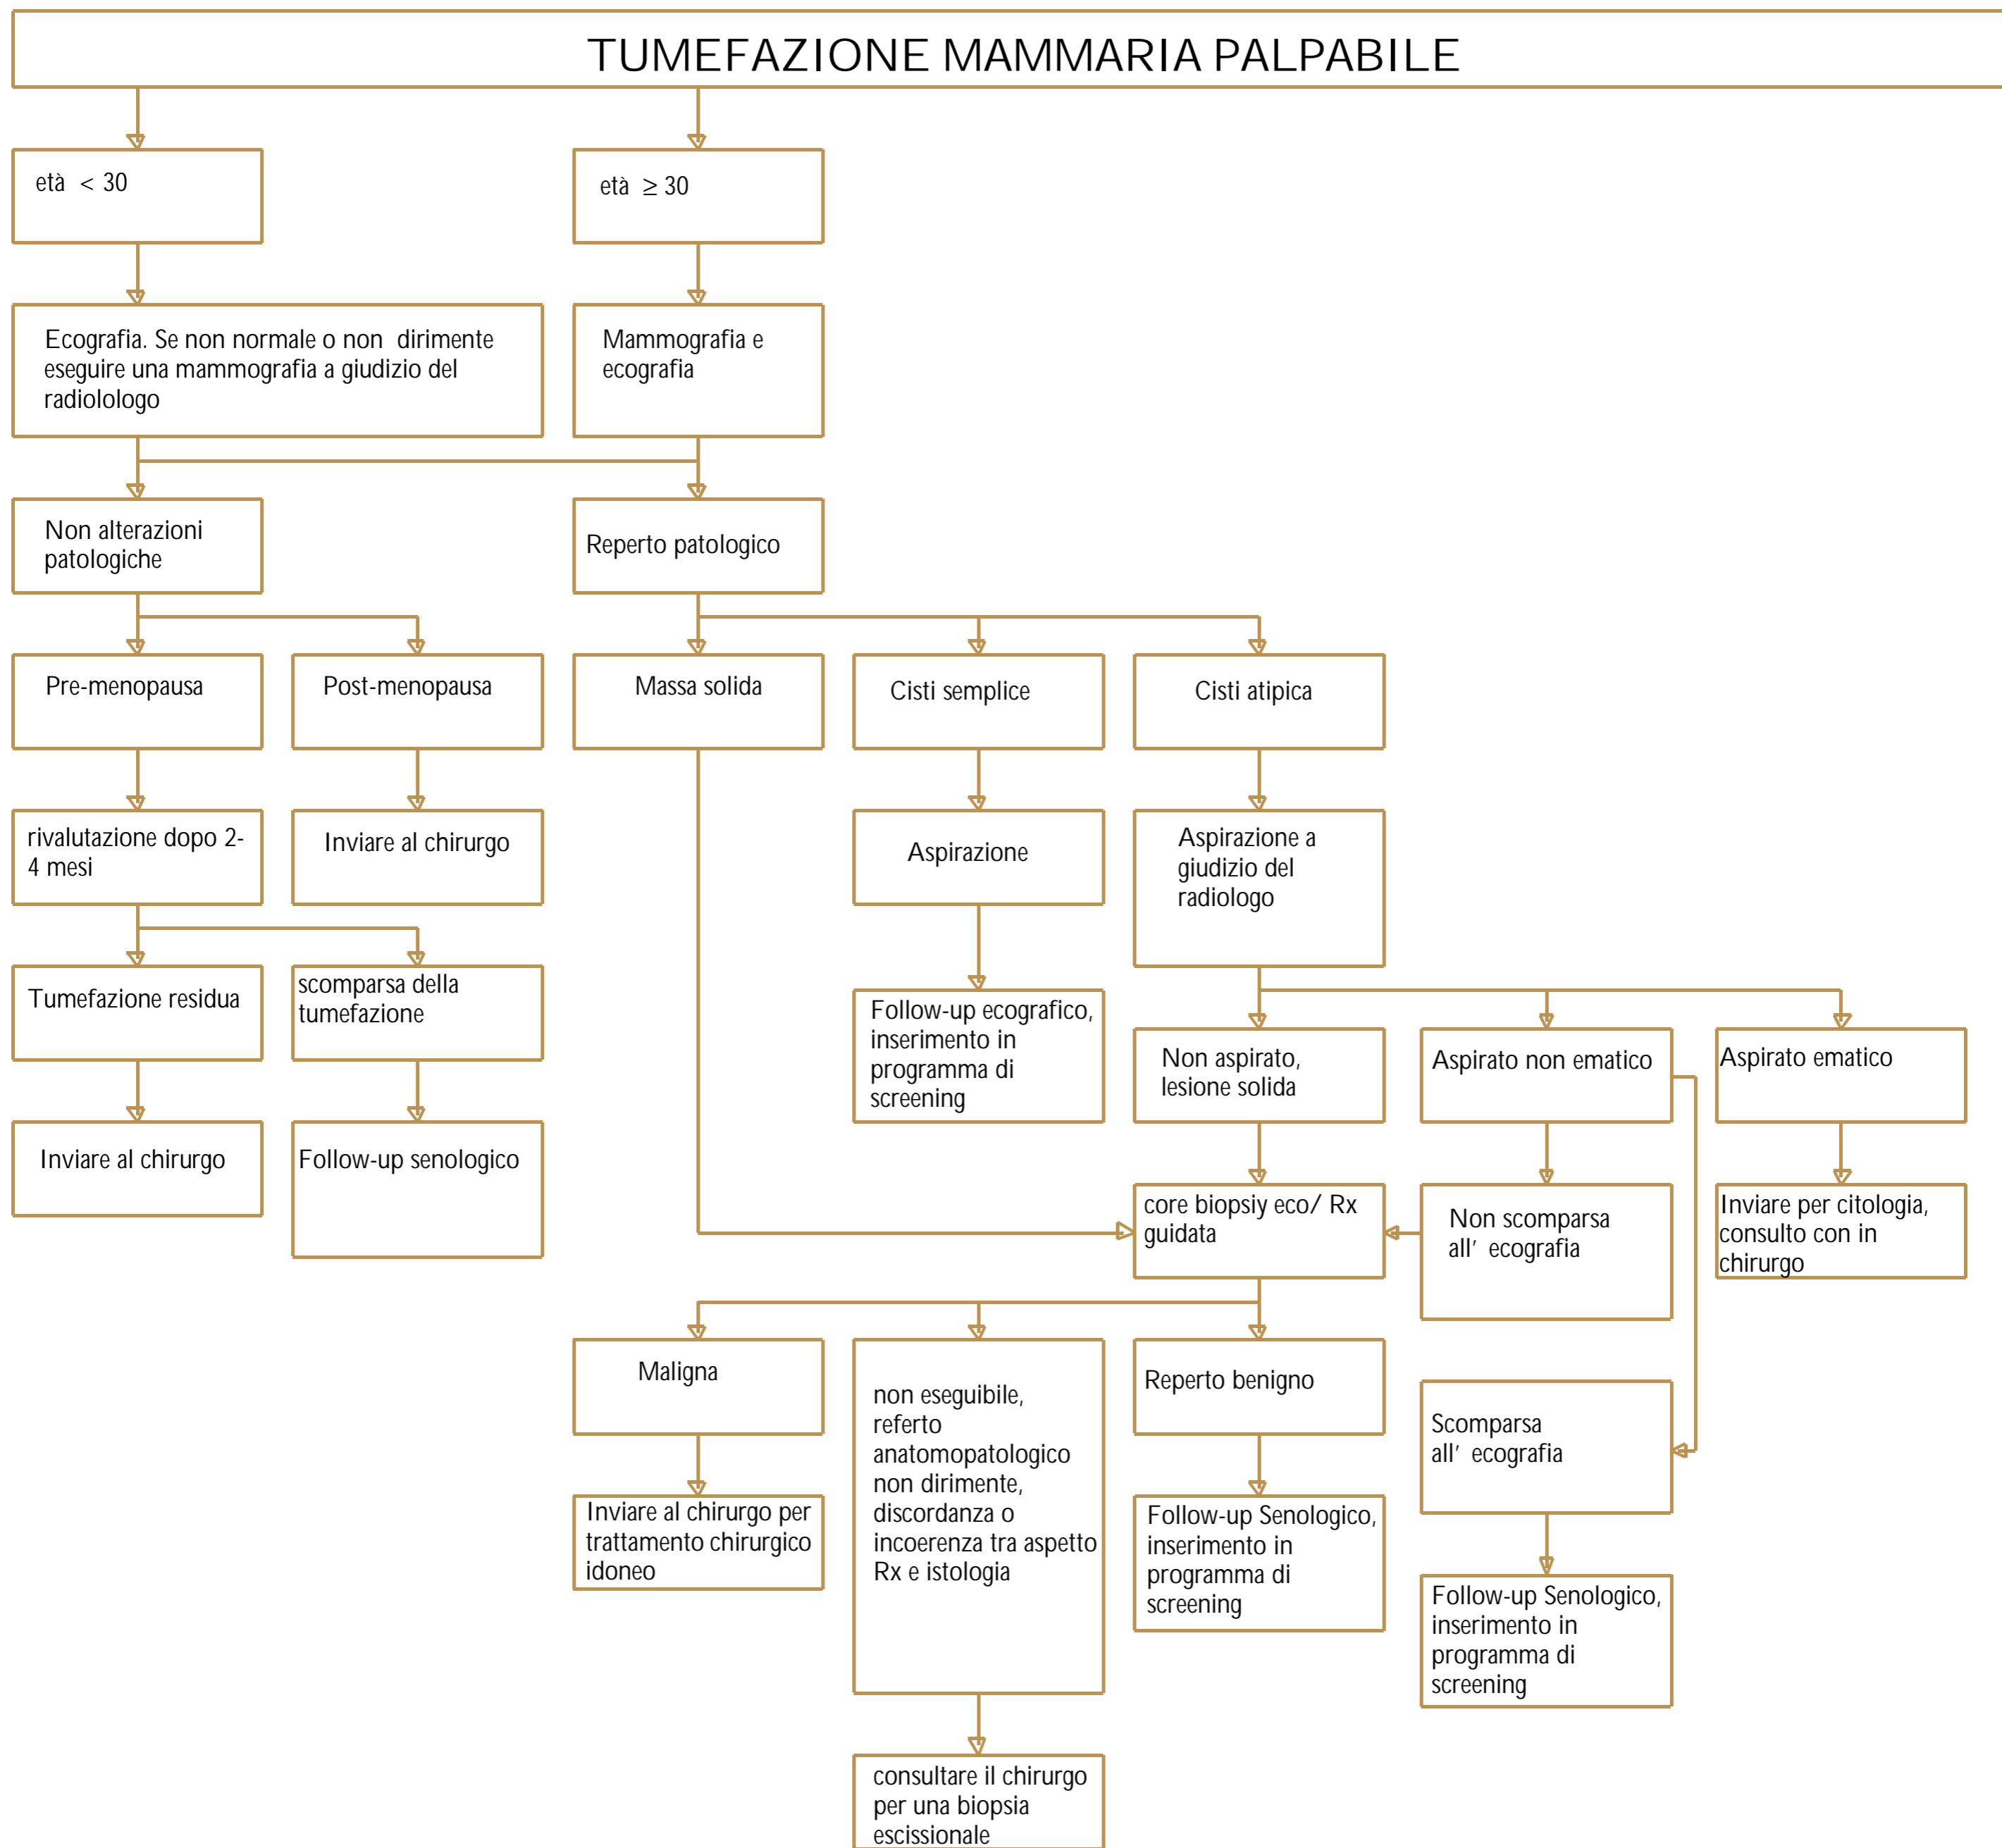 TUMEFAZIONE MAMMARIA PALPABILE
età < 30
età ≥ 30
Ecografia. Se non normale o non dirimente
eseguire una mammografia a giudizio del
radiolologo
Mammografia e
ecografia
Non alterazioni
patologiche
Reperto patologico
Pre-menopausa
Post-menopausa
Massa solida
Cisti semplice
Cisti atipica
rivalutazione dopo 2-
4 mesi
Inviare al chirurgo
Aspirazione
Aspirazione a
giudizio del
radiologo
Tumefazione residua
scomparsa della
tumefazione
Follow-up ecografico,
inserimento in
programma di
screening
Non aspirato,
lesione solida
Aspirato non ematico
Aspirato ematico
Inviare al chirurgo
Follow-up senologico
core biopsiy eco/ Rx
guidata
Non scomparsa
all' ecografia
Inviare per citologia,
consulto con in
chirurgo
Maligna
non eseguibile,
referto
anatomopatologico
non dirimente,
discordanza o
incoerenza tra aspetto
Rx e istologia
Reperto benigno
Scomparsa
all' ecografia
Inviare al chirurgo per
trattamento chirurgico
idoneo
Follow-up Senologico,
inserimento in
programma di
screening
Follow-up Senologico,
inserimento in
programma di
screening
consultare il chirurgo
per una biopsia
escissionale